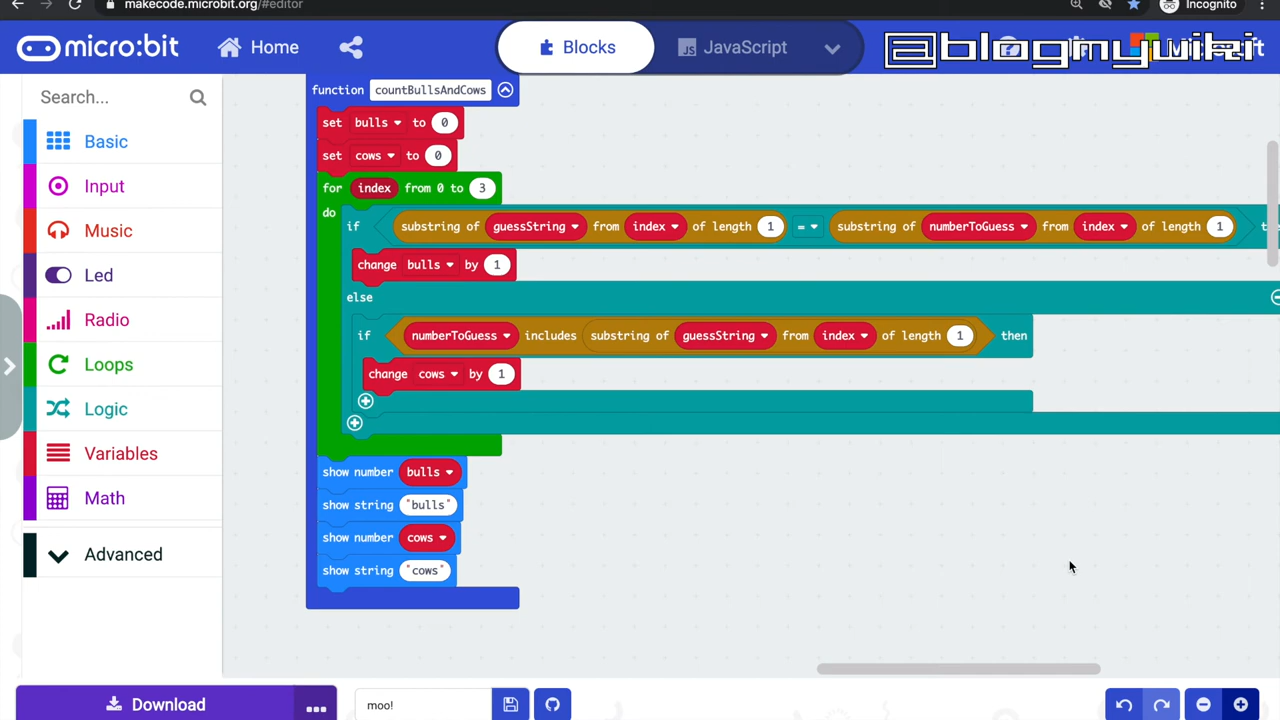 makecode.microbit.org/#editor
Incognito
micro:bit
Home
Blocks
JS JavaScript
@blogmywiki
Search...
Basic
Input
Music
Led
Radio
Loops
Logic
Variables
Math
Advanced
function countBullsAndCows
set bulls to 0
set cows to 0
for index from 0 to 3
do
if substring of guessString from index of length 1 = substring of numberToGuess from index of length 1
change bulls by 1
else
if numberToGuess includes substring of guessString from index of length 1 then
change cows by 1
show number bulls
show string "bulls"
show number cows
show string "cows"
Download
...
moo!